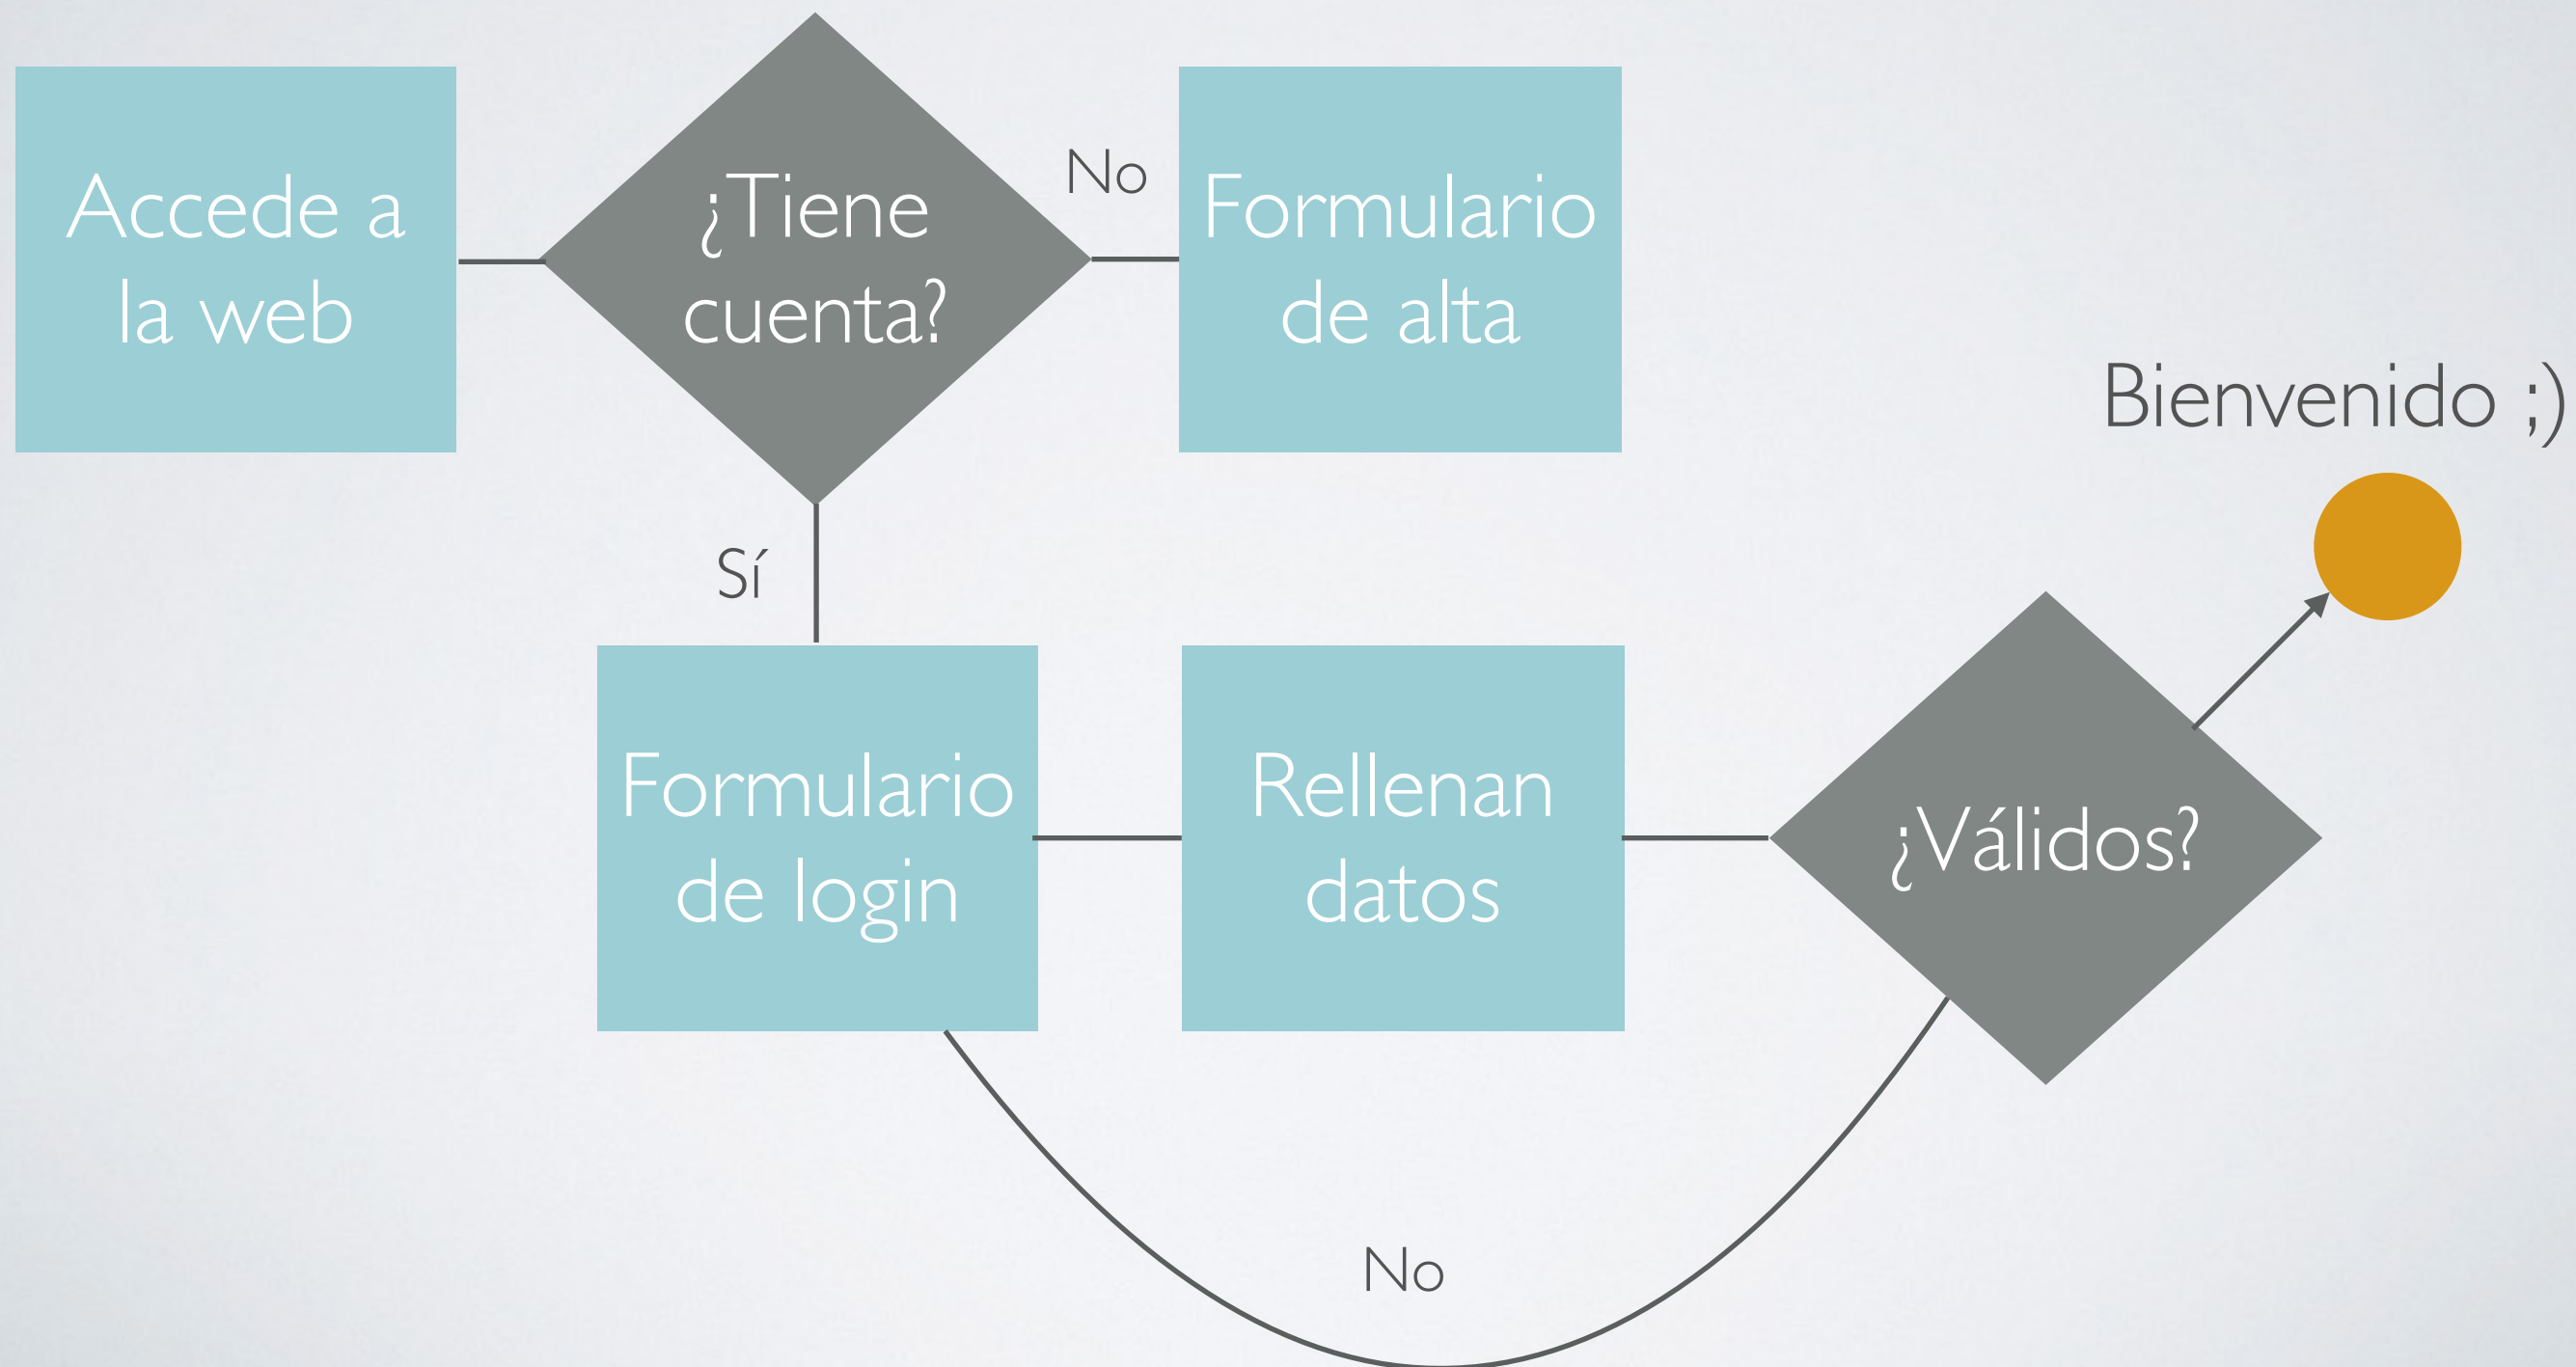 Accede a
la web
¿Tiene
cuenta?
No
Formulario
de alta
Bienvenido ;)
Sí
Formulario
de login
Rellenan
datos
¿Válidos?
No